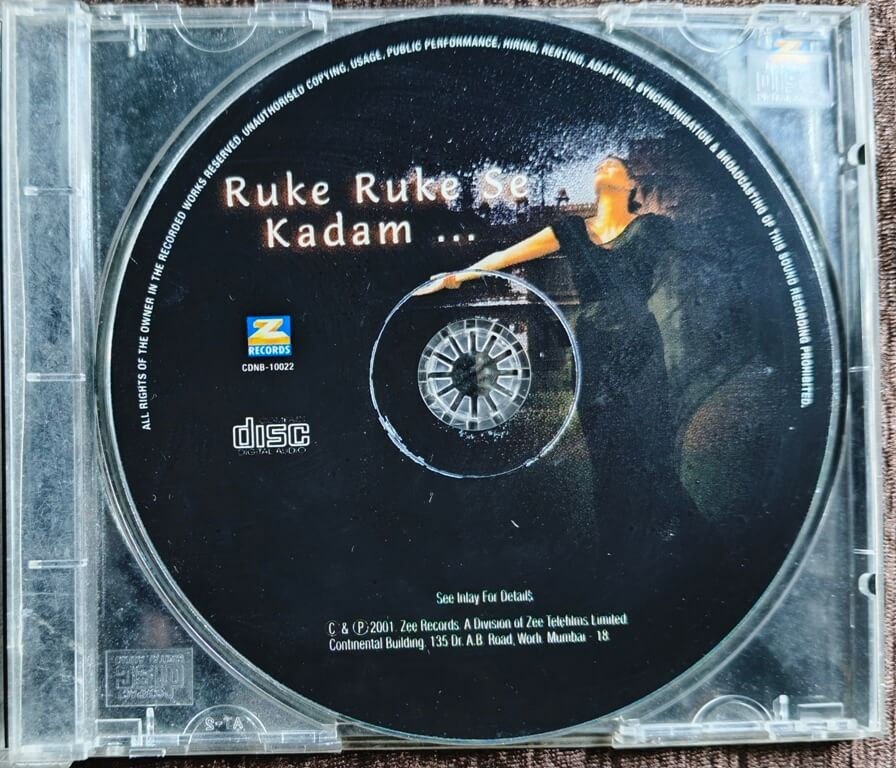 ALL RIGHTS OF THE OWNER IN THE RECORDED WORKS RESERVED. UNAUTHORISED COPYING, USAGE, PUBLIC PERFORMANCE, HIRING, RENTING, ADAPTING, SYNCHRONISATION & BROADCASTING OF THIS SOUND RECORDING PROHIBITED.
Ruke Ruke Se
Kadam ...
Z
RECORDS
CDNB-10022
COMPACT
disc
DIGITAL AUDIO
See Inlay For Details
C & Ⓟ 2001 Zee Records A Division of Zee Telefilms Limited
Continental Building, 135 Dr. A.B. Road, Worli Mumbai - 18.